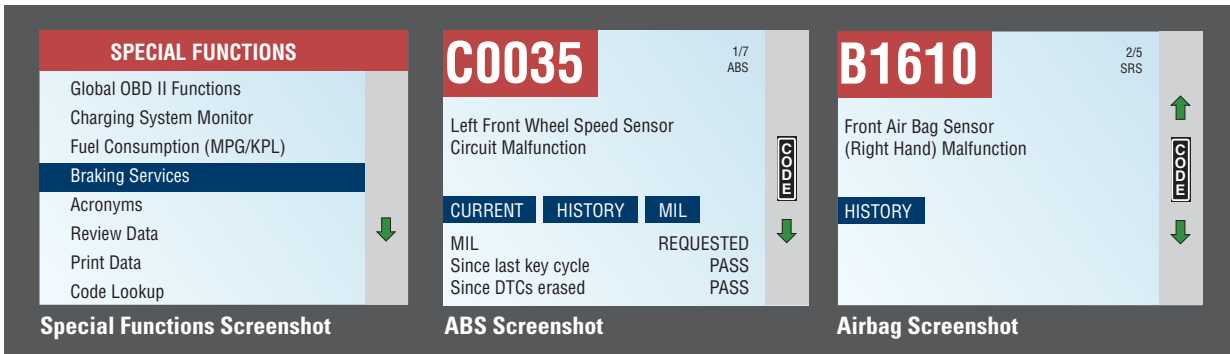 SPECIAL FUNCTIONS
Global OBD II Functions
Charging System Monitor
Fuel Consumption (MPG/KPL)
Braking Services
Acronyms
Review Data
Print Data
Code Lookup
Special Functions Screenshot
C0035
1/7
ABS
Left Front Wheel Speed Sensor
Circuit Malfunction
CODE
CURRENT HISTORY MIL
MIL REQUESTED
Since last key cycle PASS
Since DTCs erased PASS
ABS Screenshot
B1610
2/5
SRS
Front Air Bag Sensor
(Right Hand) Malfunction
CODE
HISTORY
Airbag Screenshot